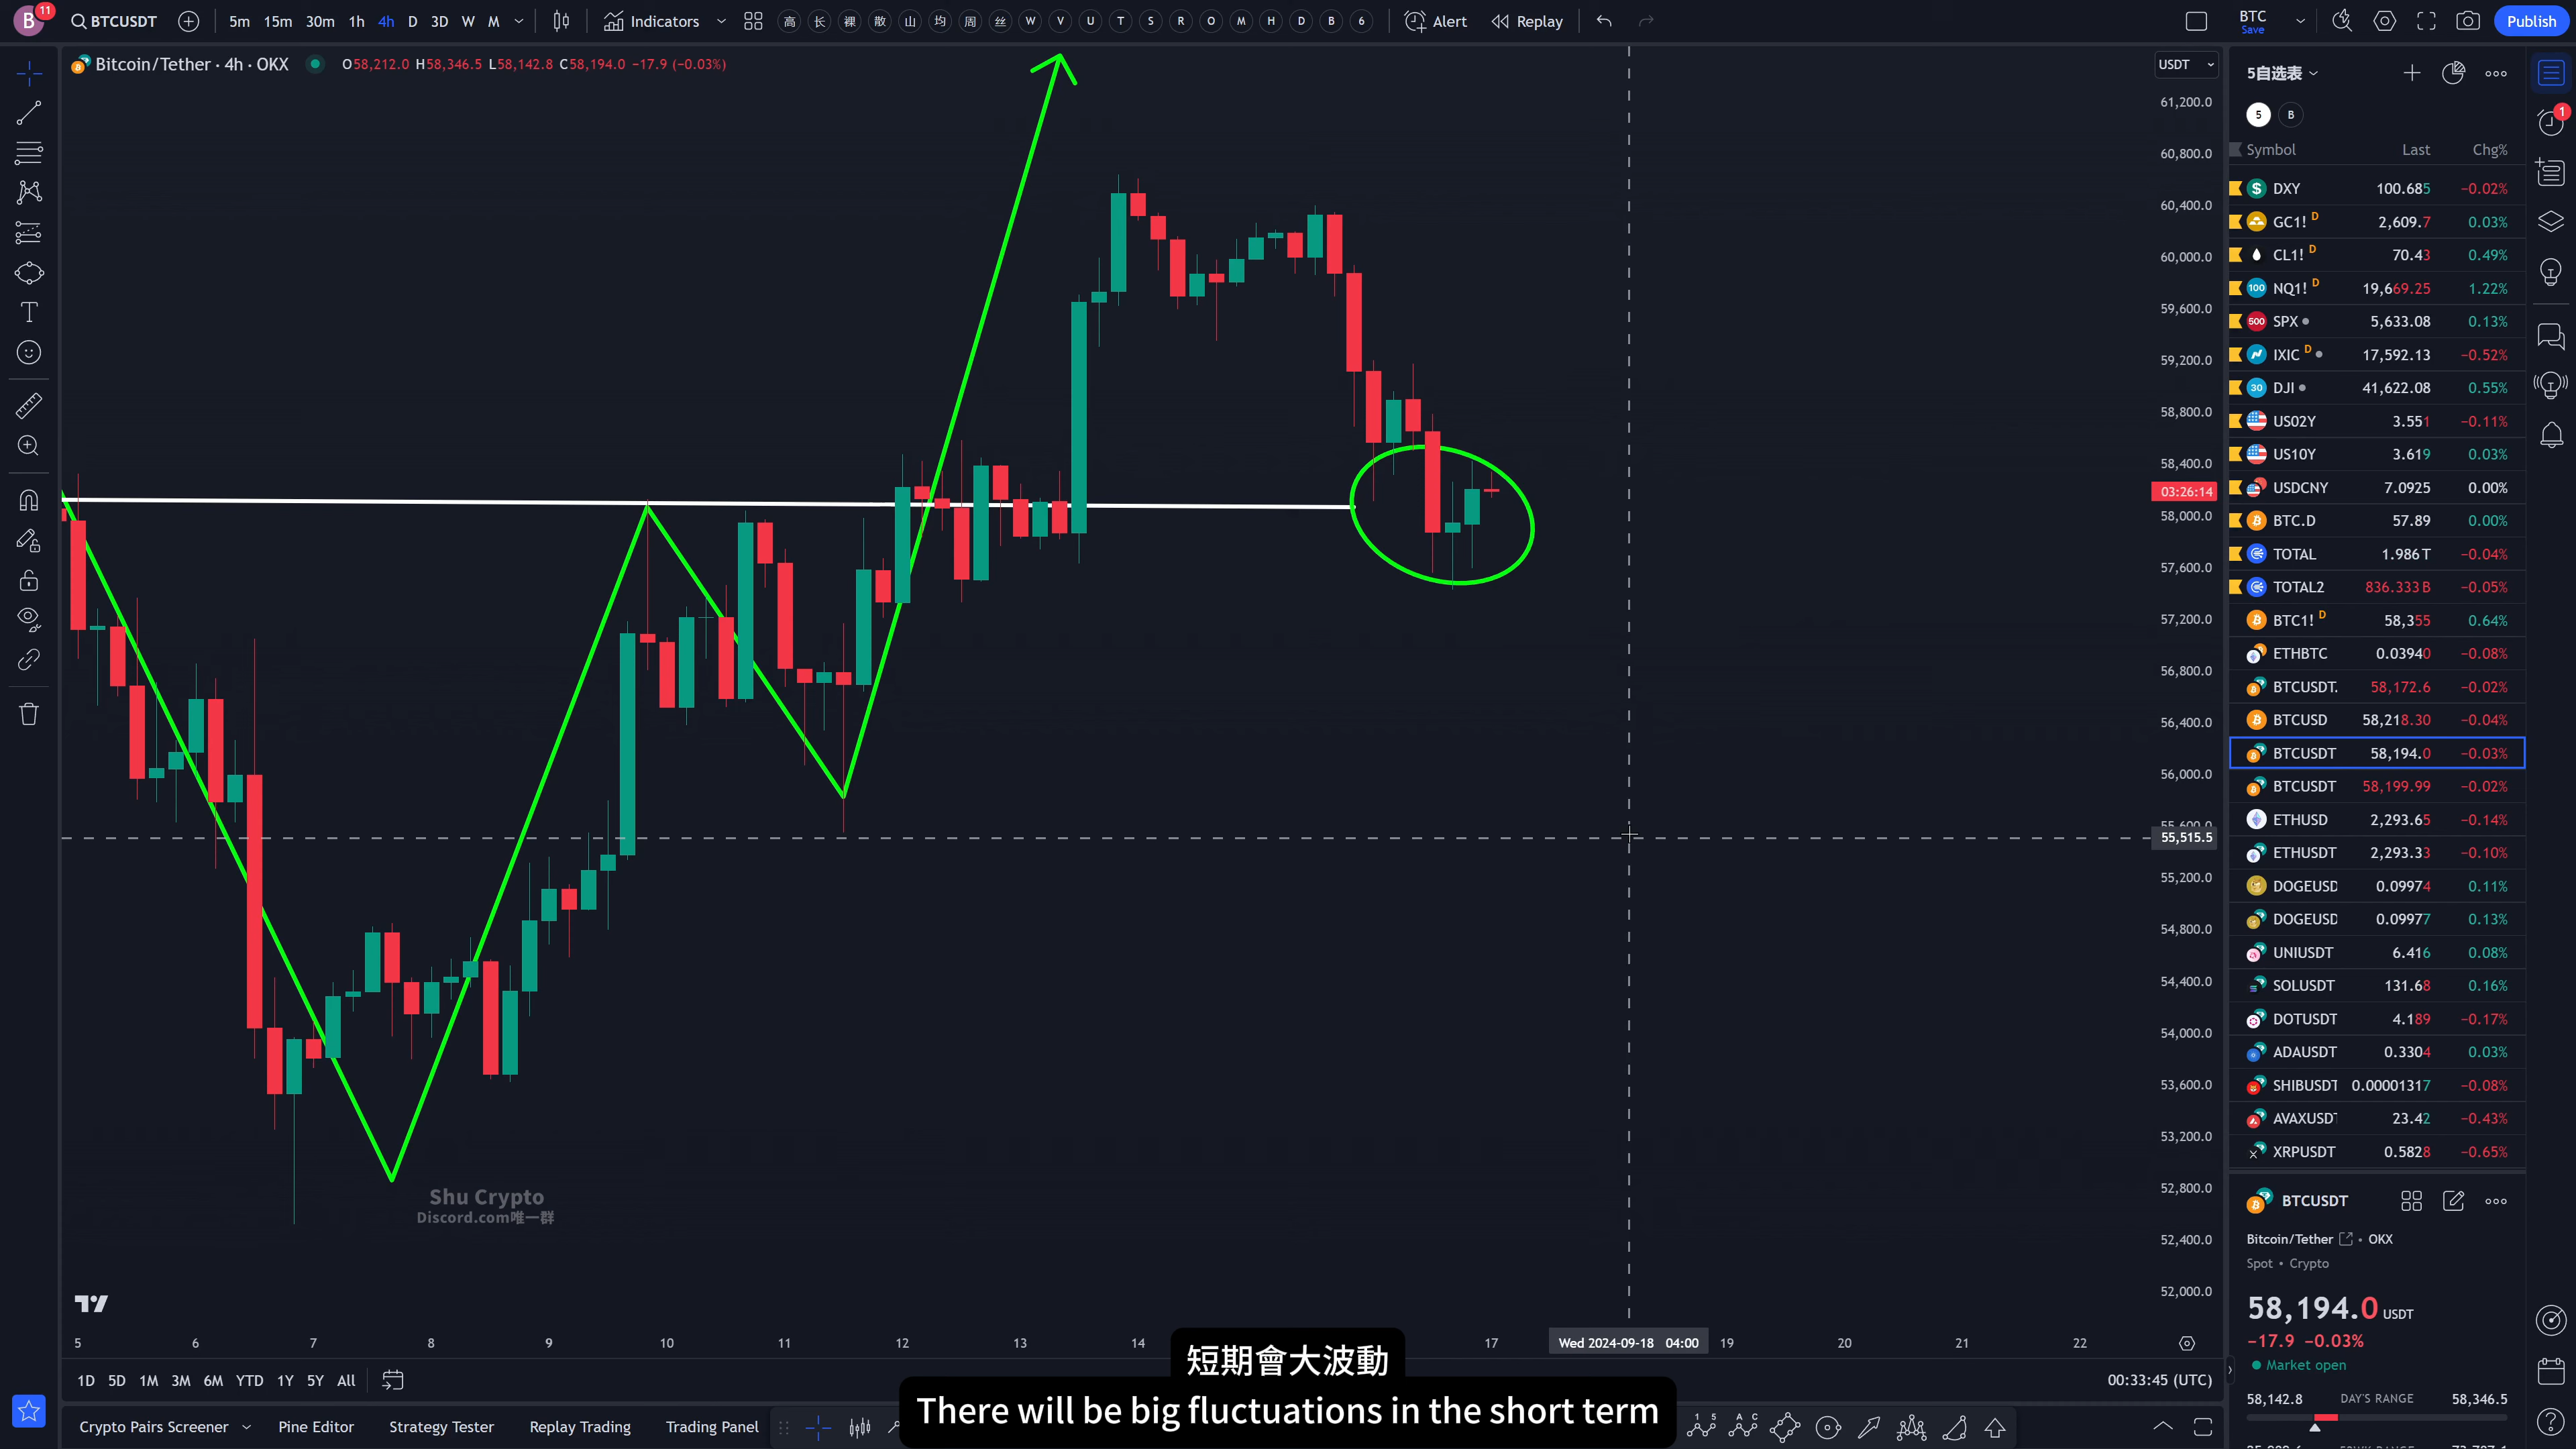 B 11 BTCUSDT 5m 15m 30m 1h 4h D 3D W M Indicators 高 长 裸 散 山 均 周 丝 W V U T S R O M H D B 6 Alert Replay BTC Save Publish
Bitcoin/Tether · 4h · OKX O58,212.0 H58,346.5 L58,142.8 C58,194.0 −17.9 (−0.03%)
USDT
61,200.0
60,800.0
60,400.0
60,000.0
59,600.0
59,200.0
58,800.0
58,400.0
03:26:14
58,000.0
57,600.0
57,200.0
56,800.0
56,400.0
56,000.0
55,515.5
55,200.0
54,800.0
54,400.0
54,000.0
53,600.0
53,200.0
52,800.0
52,400.0
52,000.0
Shu Crypto
Discord.com唯一群
5 6 7 8 9 10 11 12 13 14 17 Wed 2024-09-18 04:00 19 20 21 22
1D 5D 1M 3M 6M YTD 1Y 5Y All
00:33:45 (UTC)
短期會大波動
There will be big fluctuations in the short term
Crypto Pairs Screener Pine Editor Strategy Tester Replay Trading Trading Panel
5自选表
5 B
1
Symbol Last Chg%
DXY 100.685 −0.02%
GC1! D 2,609.7 0.03%
CL1! D 70.43 0.49%
100 NQ1! D 19,669.25 1.22%
500 SPX 5,633.08 0.13%
IXIC D 17,592.13 −0.52%
30 DJI 41,622.08 0.55%
US02Y 3.551 −0.11%
US10Y 3.619 0.03%
USDCNY 7.0925 0.00%
BTC.D 57.89 0.00%
TOTAL 1.986 T −0.04%
TOTAL2 836.333 B −0.05%
BTC1! D 58,355 0.64%
ETHBTC 0.03940 −0.08%
BTCUSDT. 58,172.6 −0.02%
BTCUSD 58,218.30 −0.04%
BTCUSDT 58,194.0 −0.03%
BTCUSDT 58,199.99 −0.02%
ETHUSD 2,293.65 −0.14%
ETHUSDT 2,293.33 −0.10%
DOGEUSD 0.09974 0.11%
DOGEUSD 0.09977 0.13%
UNIUSDT 6.416 0.08%
SOLUSDT 131.68 0.16%
DOTUSDT 4.189 −0.17%
ADAUSDT 0.3304 0.03%
SHIBUSDT 0.00001317 −0.08%
AVAXUSDT 23.42 −0.43%
XRPUSDT 0.5828 −0.65%
BTCUSDT
Bitcoin/Tether • OKX
Spot • Crypto
58,194.0 USDT
−17.9 −0.03%
Market open
58,142.8 DAY'S RANGE 58,346.5